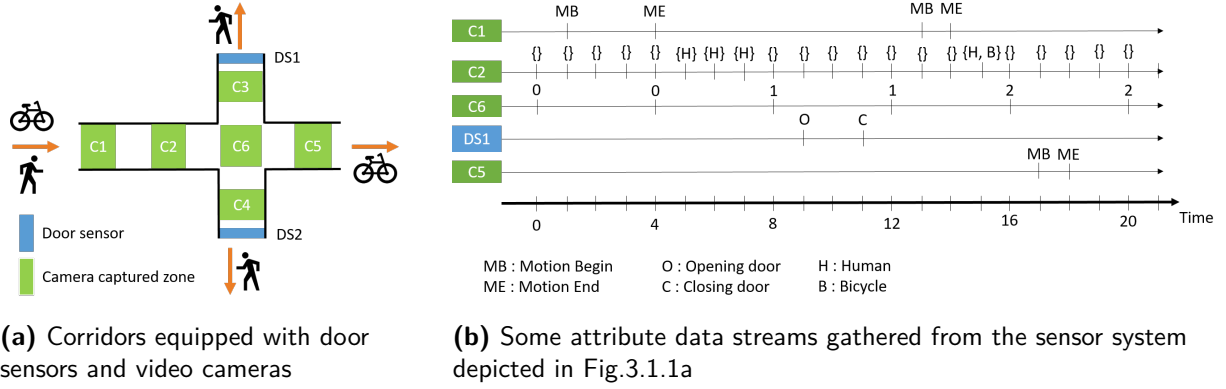 DS1
C3
C1 C2 C6 C5
C4
DS2
Door sensor
Camera captured zone
(a) Corridors equipped with door
sensors and video cameras
MB ME MB ME
C1
{} {} {} {} {} {H} {H} {H} {} {} {} {} {} {} {} {H, B} {} {} {} {} {}
C2
0 0 1 1 2 2
C6
O C
DS1
MB ME
C5
0 4 8 12 16 20 Time
MB : Motion Begin O : Opening door H : Human
ME : Motion End C : Closing door B : Bicycle
(b) Some attribute data streams gathered from the sensor system
depicted in Fig.3.1.1a